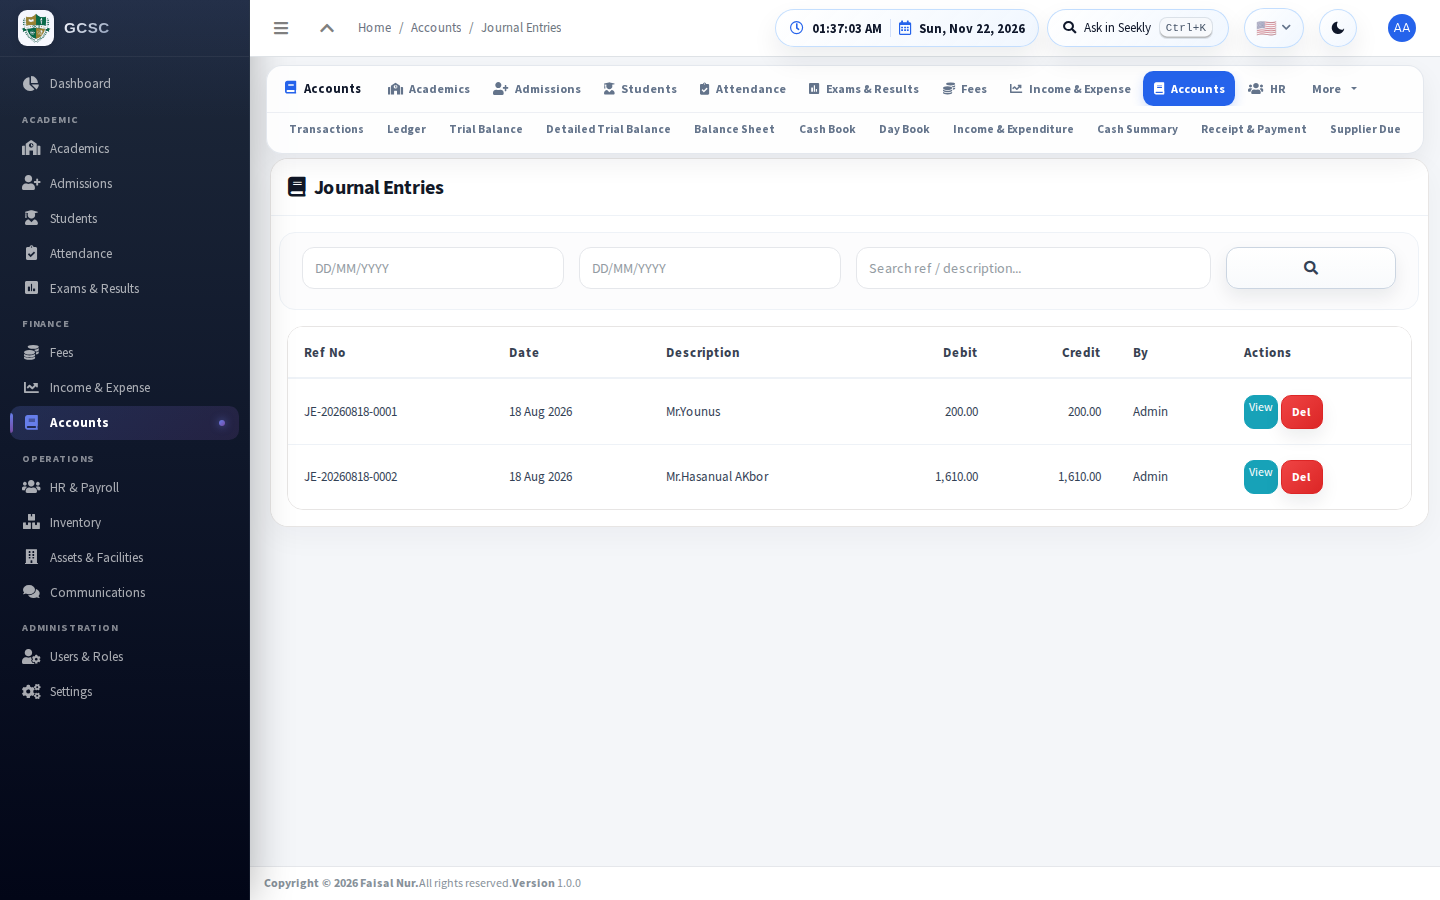 GCSC
Home / Accounts / Journal Entries
01:37:03 AM
Sun, Nov 22, 2026
Ask in Seekly
Ctrl+K
AA
Dashboard
ACADEMIC
Academics
Admissions
Students
Attendance
Exams & Results
FINANCE
Fees
Income & Expense
Accounts
OPERATIONS
HR & Payroll
Inventory
Assets & Facilities
Communications
ADMINISTRATION
Users & Roles
Settings
Accounts Academics Admissions Students Attendance Exams & Results Fees Income & Expense Accounts HR More
Transactions Ledger Trial Balance Detailed Trial Balance Balance Sheet Cash Book Day Book Income & Expenditure Cash Summary Receipt & Payment Supplier Due
Journal Entries
DD/MM/YYYY DD/MM/YYYY Search ref / description...
Ref No Date Description Debit Credit By Actions
JE-20260818-0001 18 Aug 2026 Mr.Younus 200.00 200.00 Admin View Del
JE-20260818-0002 18 Aug 2026 Mr.Hasanual AKbor 1,610.00 1,610.00 Admin View Del
Copyright © 2026 Faisal Nur.All rights reserved.Version 1.0.0